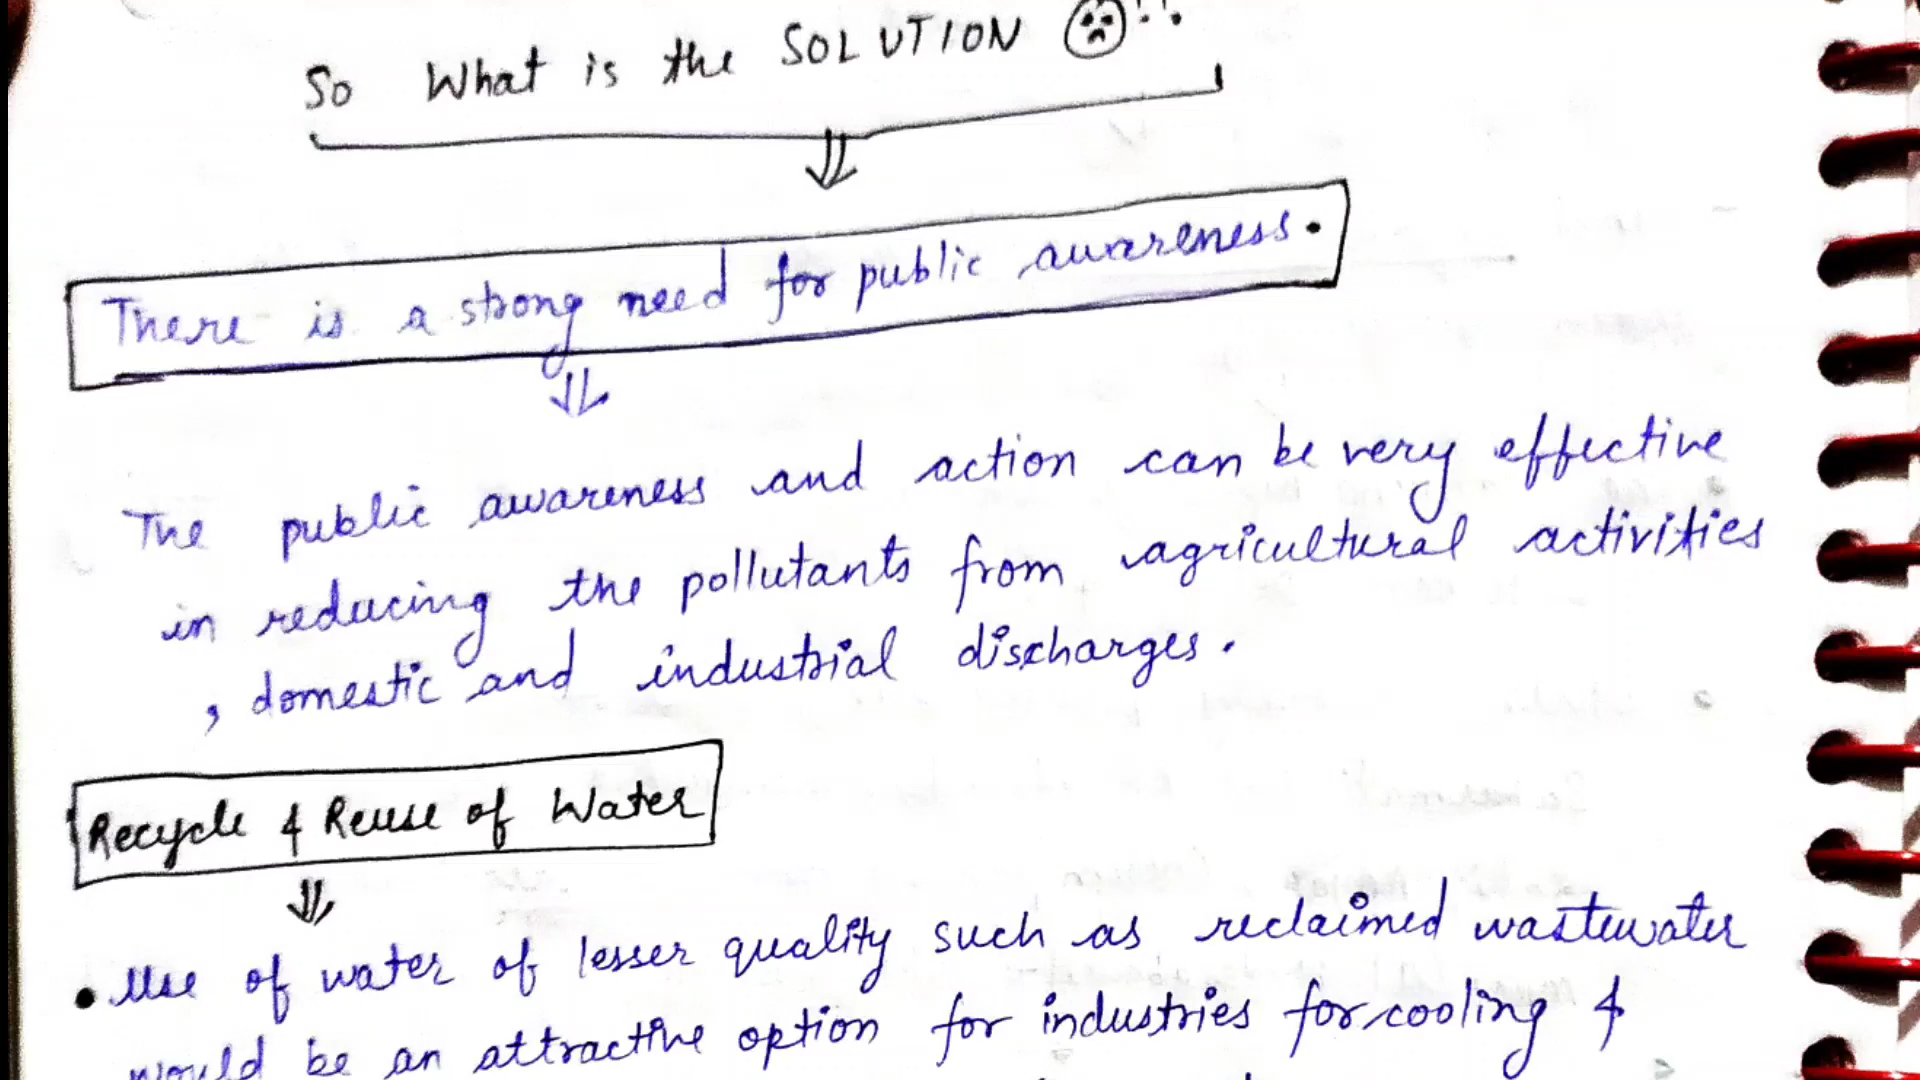 So What is the SOLUTION ☹!!
There is a strong need for public awareness.
The public awareness and action can be very effective
in reducing the pollutants from agricultural activities
, domestic and industrial discharges.
Recycle & Reuse of Water
• Use of water of lesser quality such as reclaimed wastewater
would be an attractive option for industries for cooling &